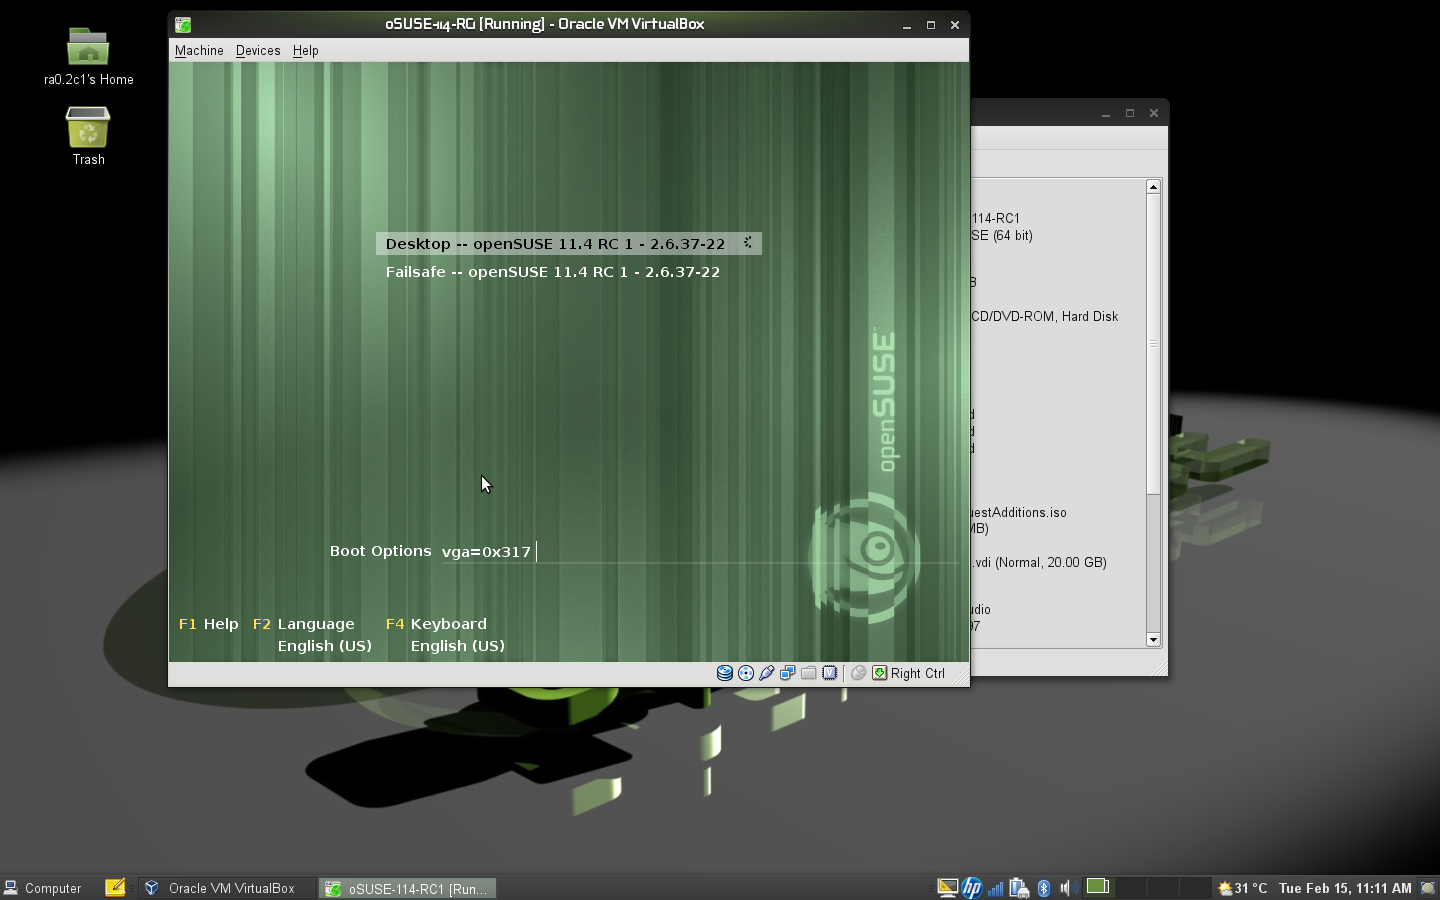 oSUSE-114-RC1 [Running] - Oracle VM VirtualBox
Machine Devices Help
ra0.2c1's Home
Trash
Desktop -- openSUSE 11.4 RC 1 - 2.6.37-22
Failsafe -- openSUSE 11.4 RC 1 - 2.6.37-22
openSUSE
Boot Options vga=0x317
F1 Help F2 Language F4 Keyboard
English (US) English (US)
Right Ctrl
114-RC1
SE (64 bit)
B
CD/DVD-ROM, Hard Disk
d
d
d
uestAdditions.iso
MB)
.vdi (Normal, 20.00 GB)
udio
97
Computer
Oracle VM VirtualBox
oSUSE-114-RC1 [Run...
hp
31 °C Tue Feb 15, 11:11 AM